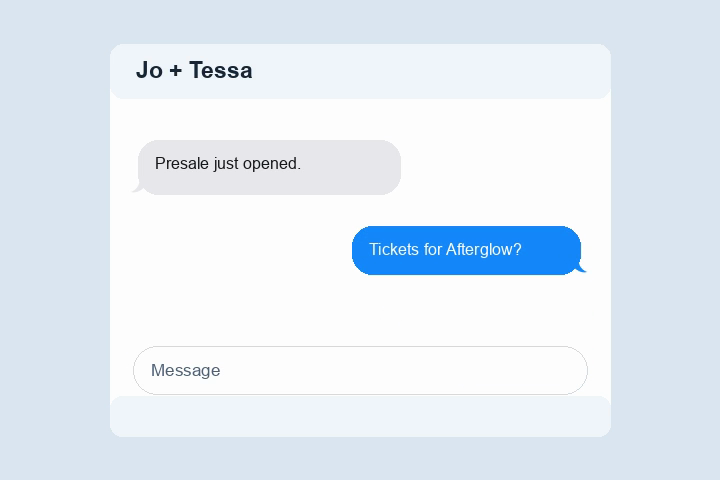 Jo + Tessa
Presale just opened.
Tickets for Afterglow?
Message